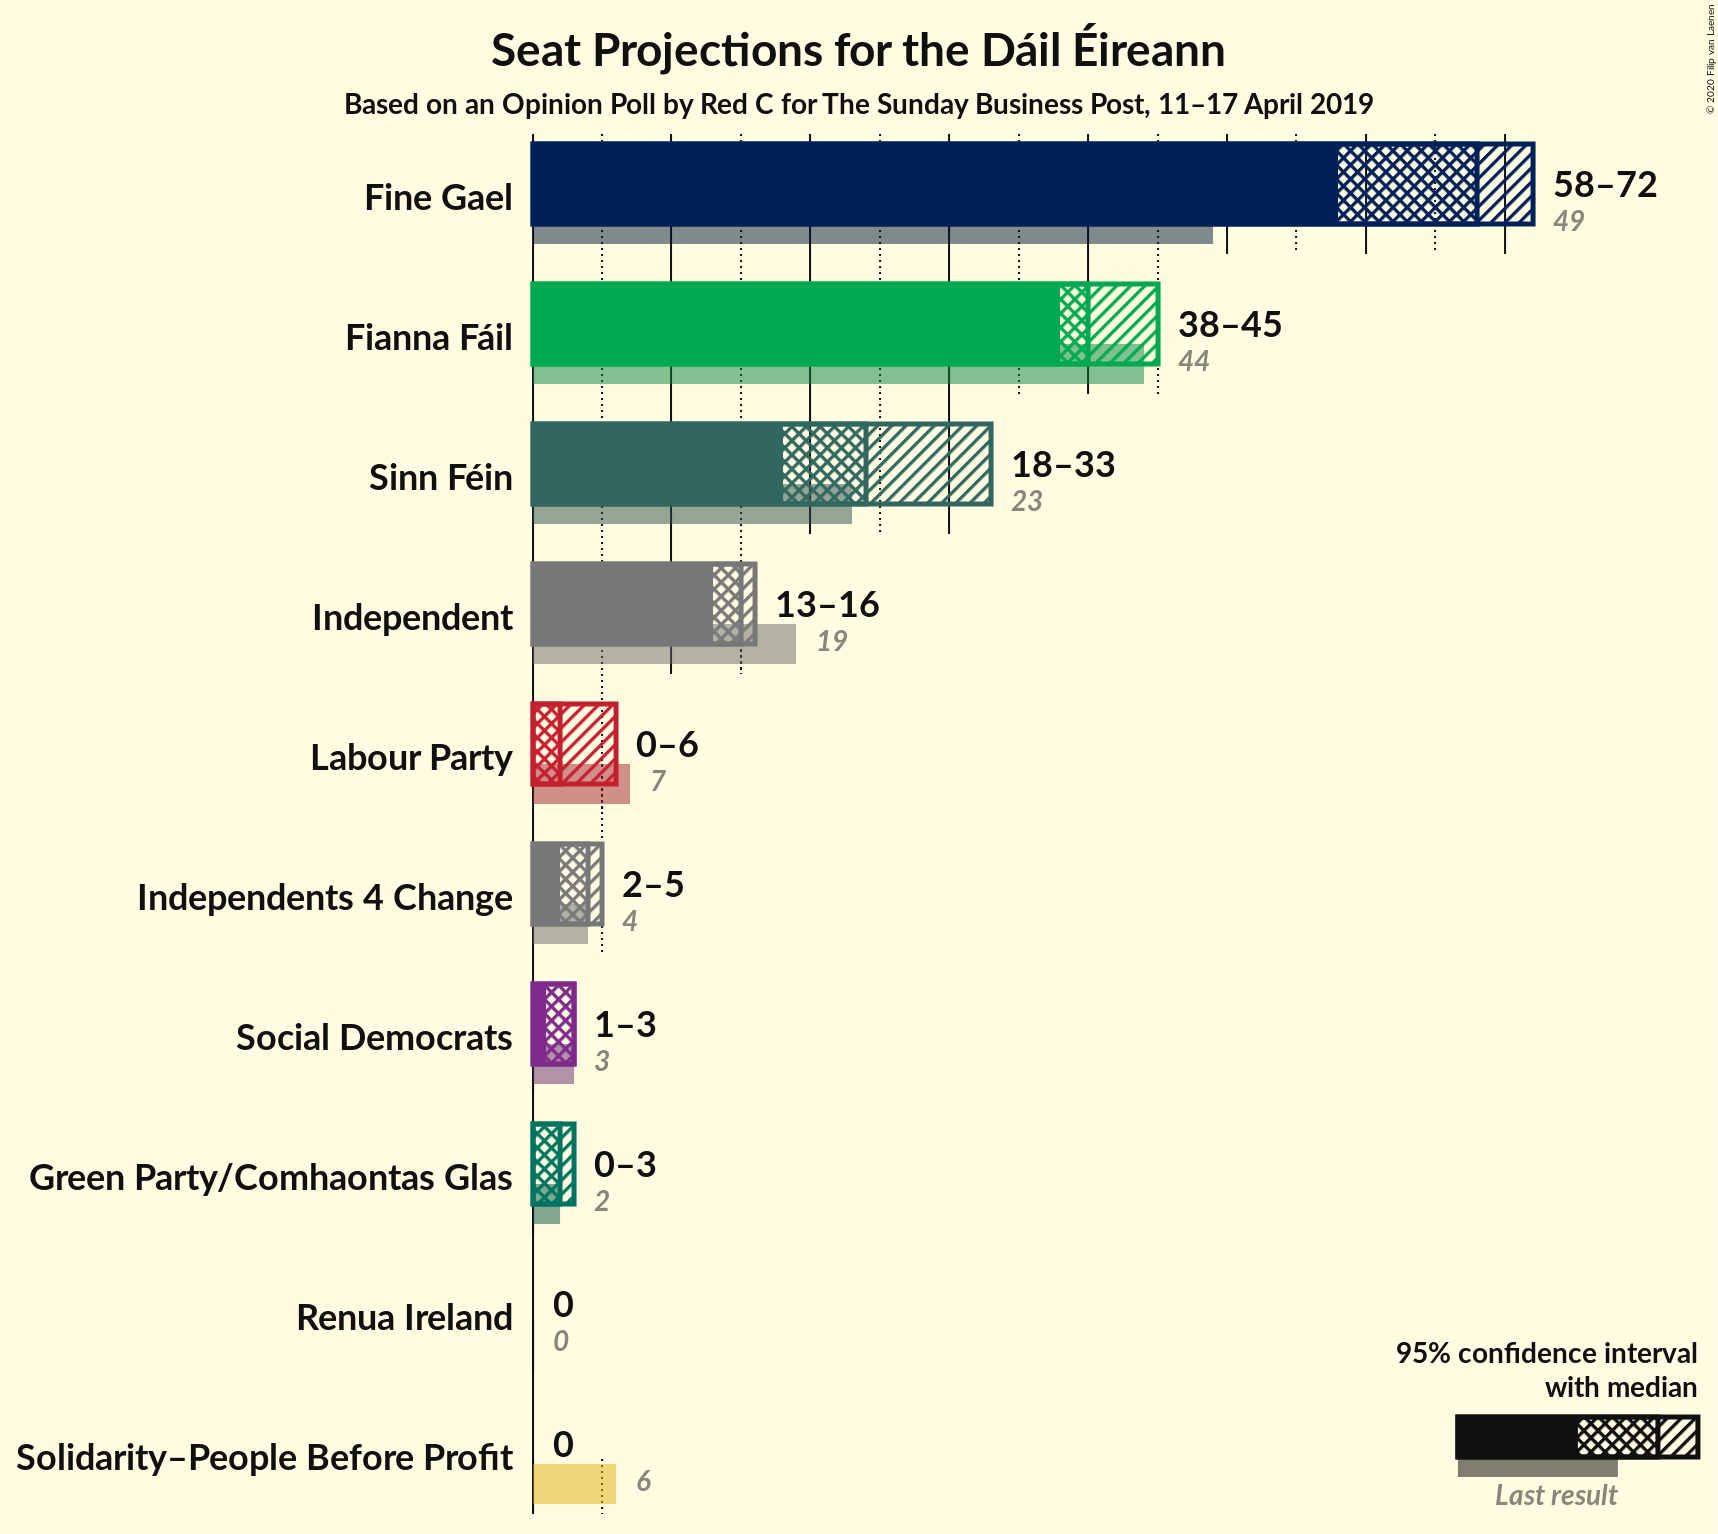 Seat Projections for the Dáil Éireann
Based on an Opinion Poll by Red C for The Sunday Business Post, 11–17 April 2019
© 2020 Filip van Laenen
Fine Gael
58–72
49
Fianna Fáil
38–45
44
Sinn Féin
18–33
23
Independent
13–16
19
Labour Party
0–6
7
Independents 4 Change
2–5
4
Social Democrats
1–3
3
Green Party/Comhaontas Glas
0–3
2
Renua Ireland
0
0
Solidarity–People Before Profit
0
6
95% confidence interval
with median
Last result